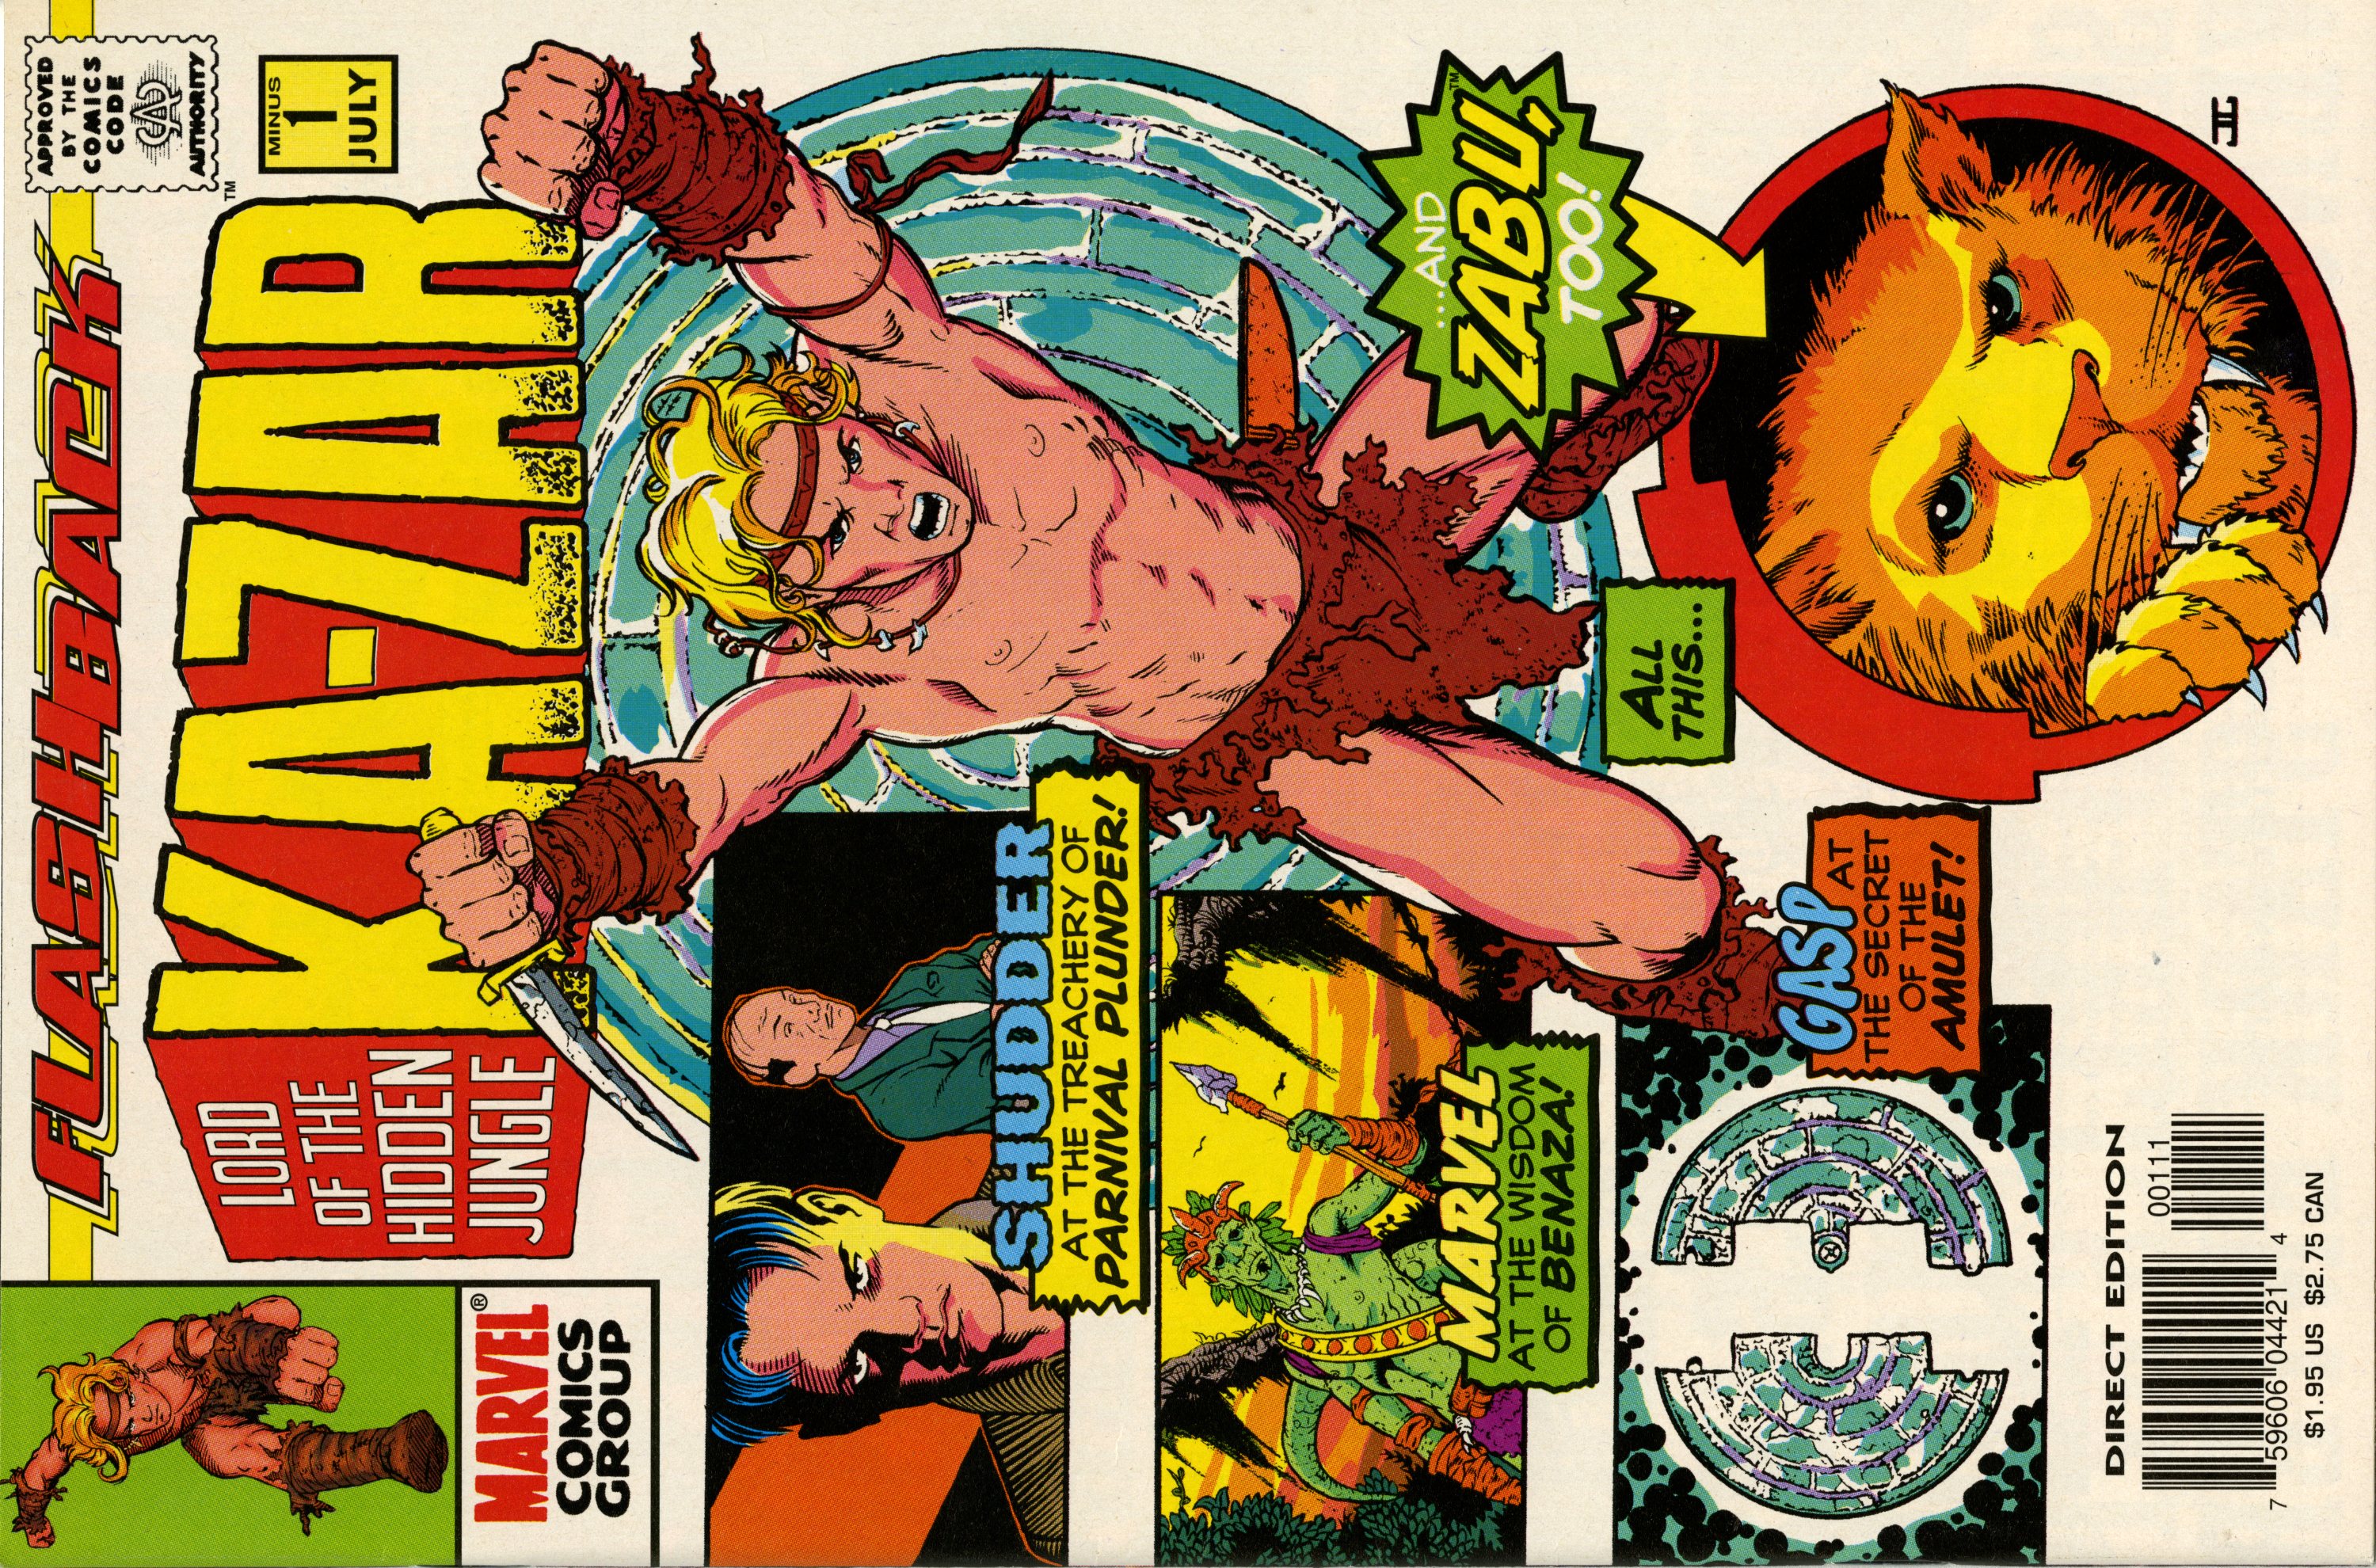 FLASHBACK
APPROVED
BY THE
COMICS
CODE
AUTHORITY
LORD
OF THE
HIDDEN
JUNGLE
KA-ZAR™
MINUS
1
JULY
MARVEL®
COMICS
GROUP
SHUDDER
AT THE TREACHERY OF
PARNIVAL PLUNDER!
MARVEL
AT THE WISDOM
OF BENAZA!
GASP AT
THE SECRET
OF THE
AMULET!
ALL
THIS...
...AND
ZABU,™
TOO!
DIRECT EDITION
00111
7 59606 04421 4
$1.95 US $2.75 CAN